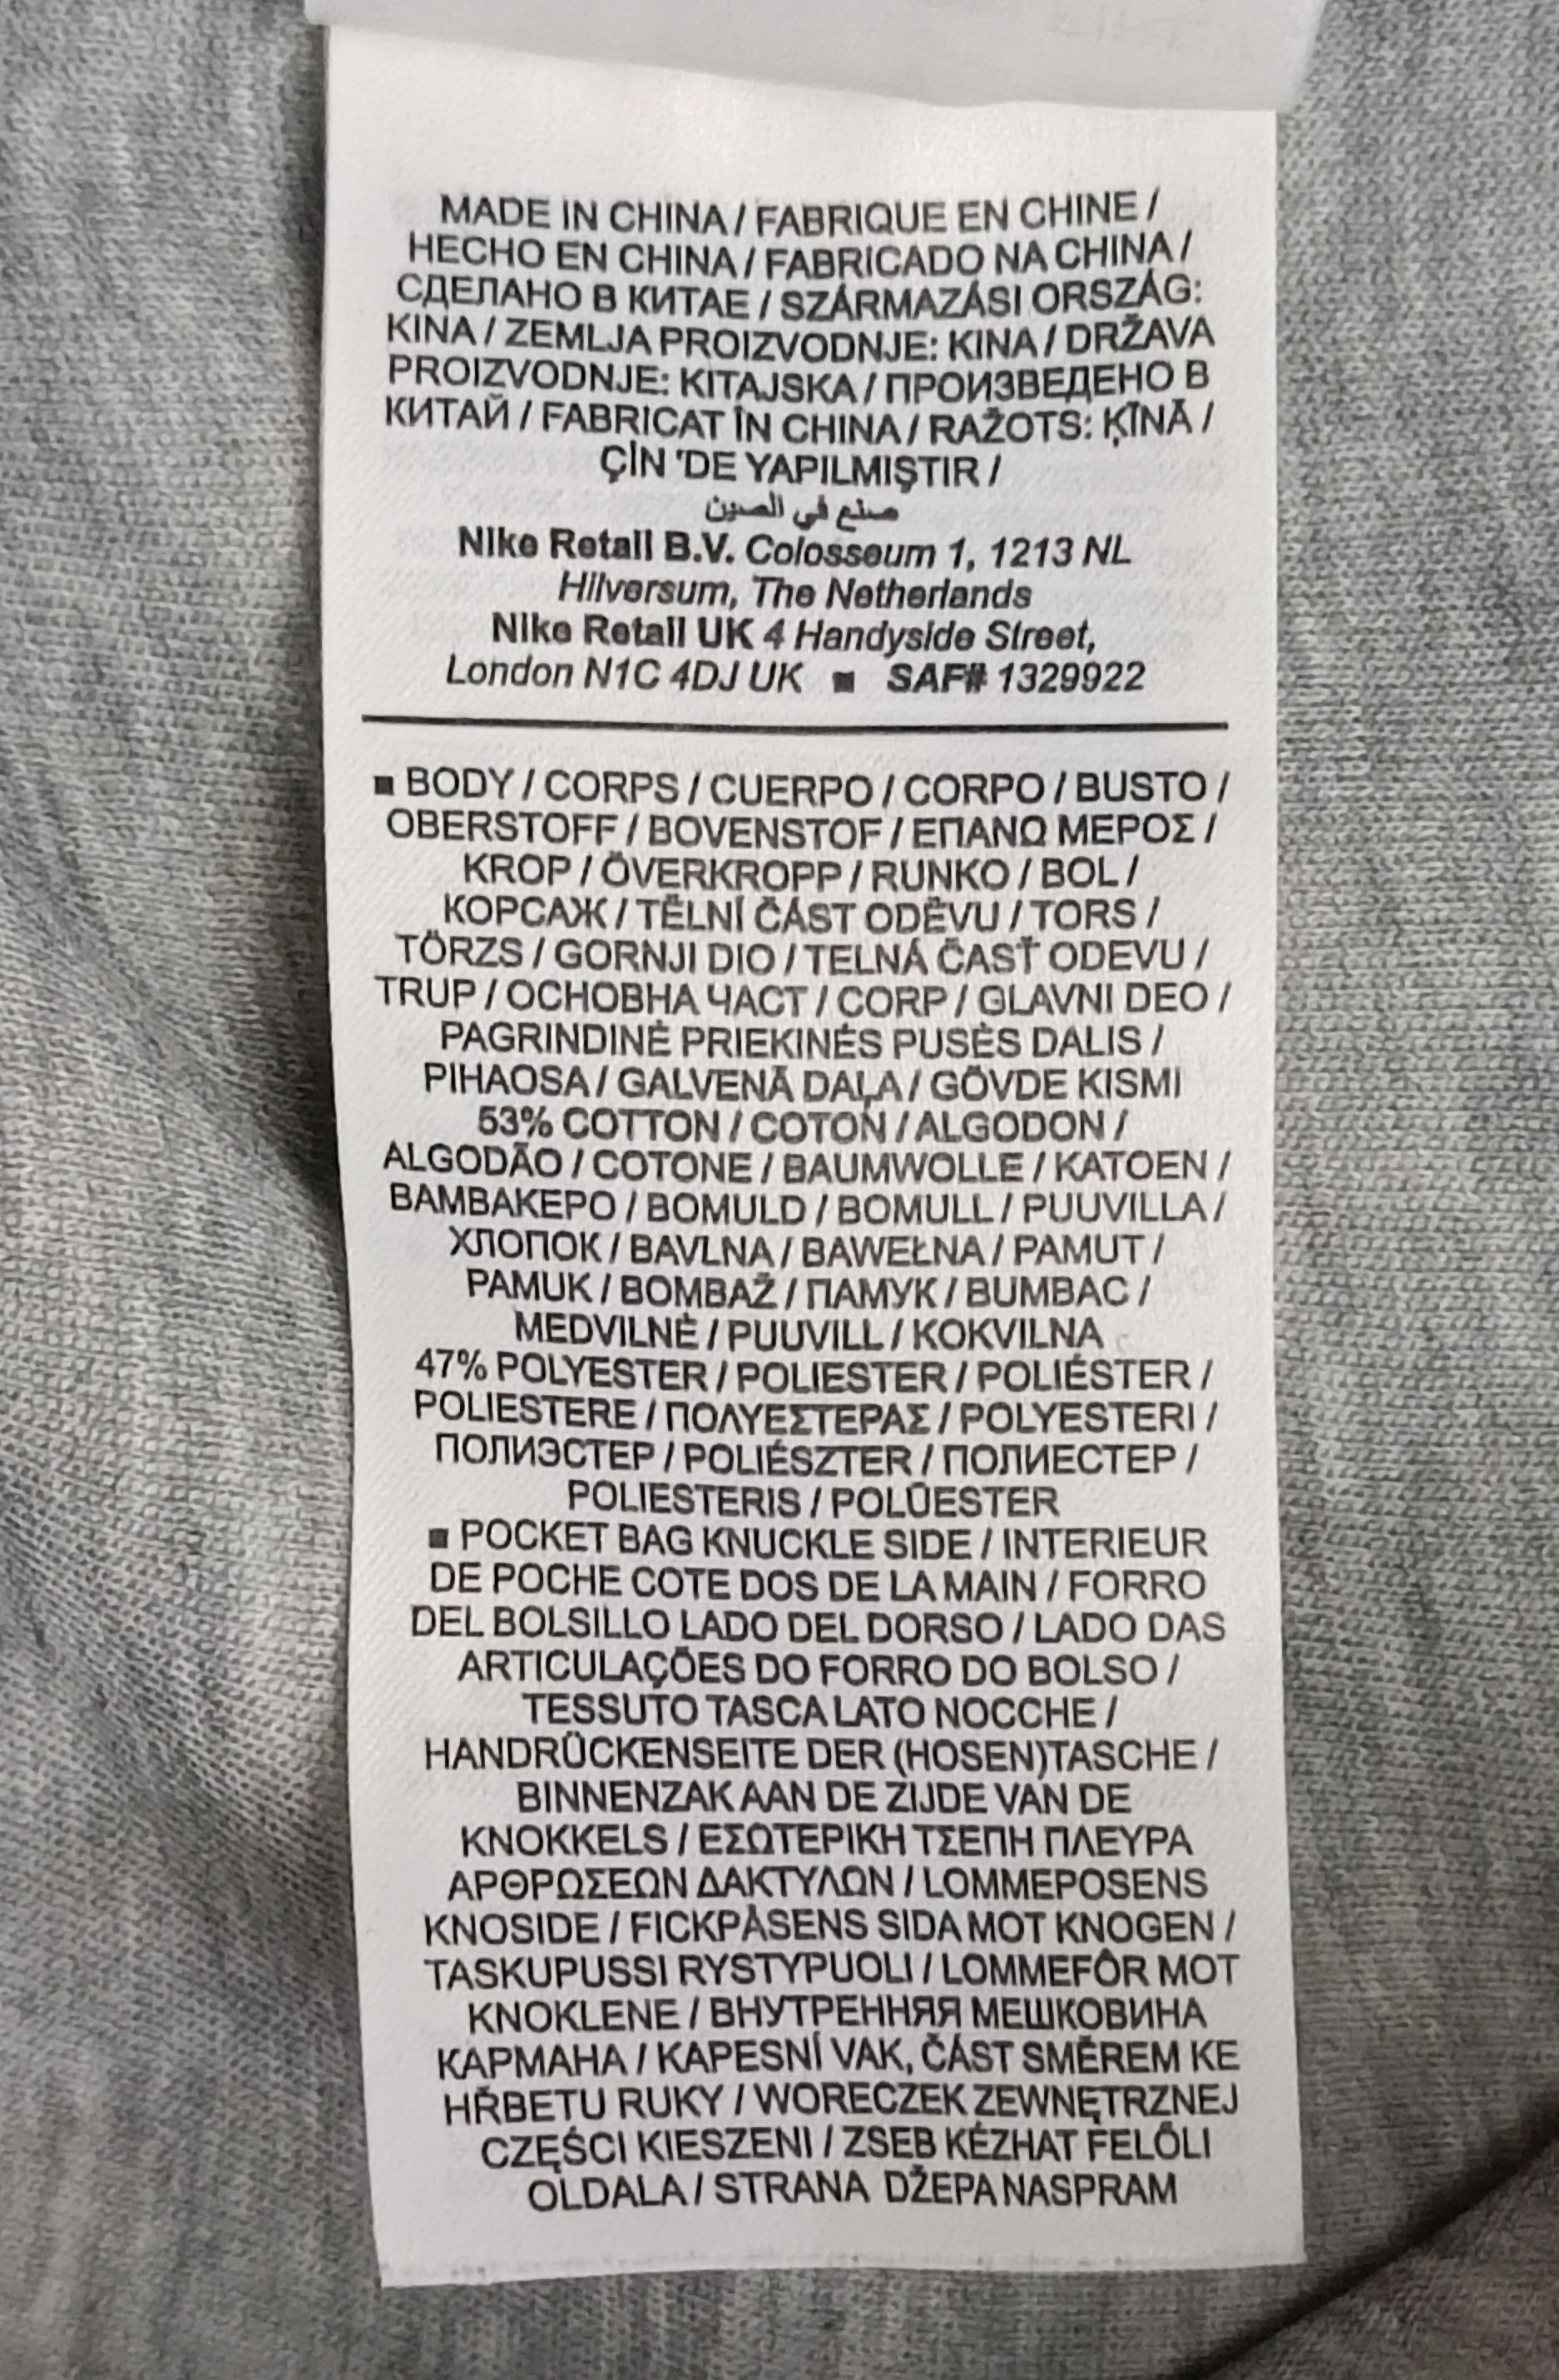 MADE IN CHINA / FABRIQUE EN CHINE /
HECHO EN CHINA / FABRICADO NA CHINA /
СДЕЛАНО В КИТАЕ / SZÁRMAZÁSI ORSZÁG:
KINA / ZEMLJA PROIZVODNJE: KINA / DRŽAVA
PROIZVODNJE: KITAJSKA / ПРОИЗВЕДЕНО В
КИТАЙ / FABRICAT ÎN CHINA / RAŽOTS: ĶĪNĀ /
ÇİN 'DE YAPILMIŞTIR /
صنع في الصين
Nike Retail B.V. Colosseum 1, 1213 NL
Hilversum, The Netherlands
Nike Retail UK 4 Handyside Street,
London N1C 4DJ UK ■ SAF# 1329922
■ BODY / CORPS / CUERPO / CORPO / BUSTO /
OBERSTOFF / BOVENSTOF / ΕΠΑΝΩ ΜΕΡΟΣ /
KROP / ÖVERKROPP / RUNKO / BOL /
КОРСАЖ / TĚLNÍ ČÁST ODĚVU / TORS /
TÖRZS / GORNJI DIO / TELNÁ ČASŤ ODEVU /
TRUP / ОСНОВНА ЧАСТ / CORP / GLAVNI DEO /
PAGRINDINĖ PRIEKINĖS PUSĖS DALIS /
PIHAOSA / GALVENĀ DAĻA / GÖVDE KISMI
53% COTTON / COTON / ALGODON /
ALGODÃO / COTONE / BAUMWOLLE / KATOEN /
ΒΑΜΒΑΚΕΡΟ / BOMULD / BOMULL / PUUVILLA /
ХЛОПОК / BAVLNA / BAWEŁNA / PAMUT /
PAMUK / BOMBAŽ / ПАМУК / BUMBAC /
MEDVILNĖ / PUUVILL / KOKVILNA
47% POLYESTER / POLIESTER / POLIÉSTER /
POLIESTERE / ΠΟΛΥΕΣΤΕΡΑΣ / POLYESTERI /
ПОЛИЭСТЕР / POLIÉSZTER / ПОЛИЕСТЕР /
POLIESTERIS / POLÜESTER
■ POCKET BAG KNUCKLE SIDE / INTERIEUR
DE POCHE COTE DOS DE LA MAIN / FORRO
DEL BOLSILLO LADO DEL DORSO / LADO DAS
ARTICULAÇÕES DO FORRO DO BOLSO /
TESSUTO TASCA LATO NOCCHE /
HANDRÜCKENSEITE DER (HOSEN)TASCHE /
BINNENZAK AAN DE ZIJDE VAN DE
KNOKKELS / ΕΣΩΤΕΡΙΚΗ ΤΣΕΠΗ ΠΛΕΥΡΑ
ΑΡΘΡΩΣΕΩΝ ΔΑΚΤΥΛΩΝ / LOMMEPOSENS
KNOSIDE / FICKPÅSENS SIDA MOT KNOGEN /
TASKUPUSSI RYSTYPUOLI / LOMMEFÔR MOT
KNOKLENE / ВНУТРЕННЯЯ МЕШКОВИНА
КАРМАНА / KAPESNÍ VAK, ČÁST SMĚREM KE
HŘBETU RUKY / WORECZEK ZEWNĘTRZNEJ
CZĘŚCI KIESZENI / ZSEB KÉZHAT FELŐLI
OLDALA / STRANA DŽEPA NASPRAM